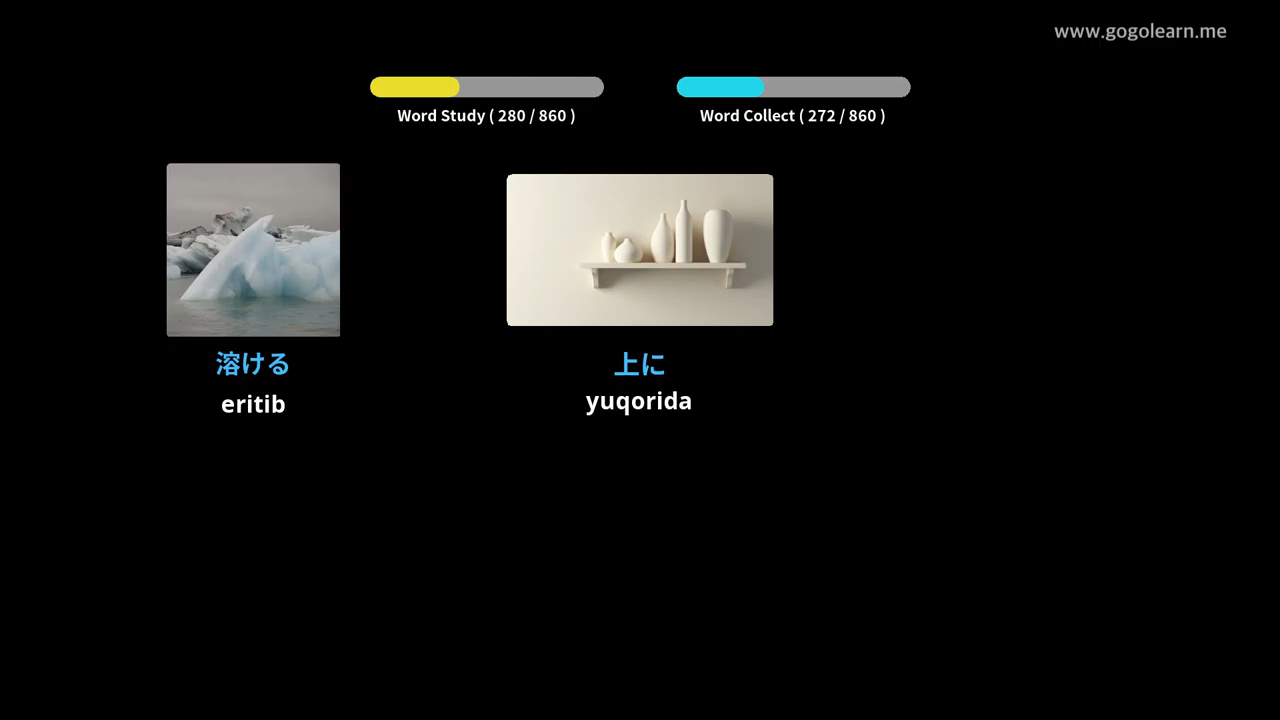 www.gogolearn.me
Word Study ( 280 / 860 )
Word Collect ( 272 / 860 )
溶ける
eritib
上に
yuqorida